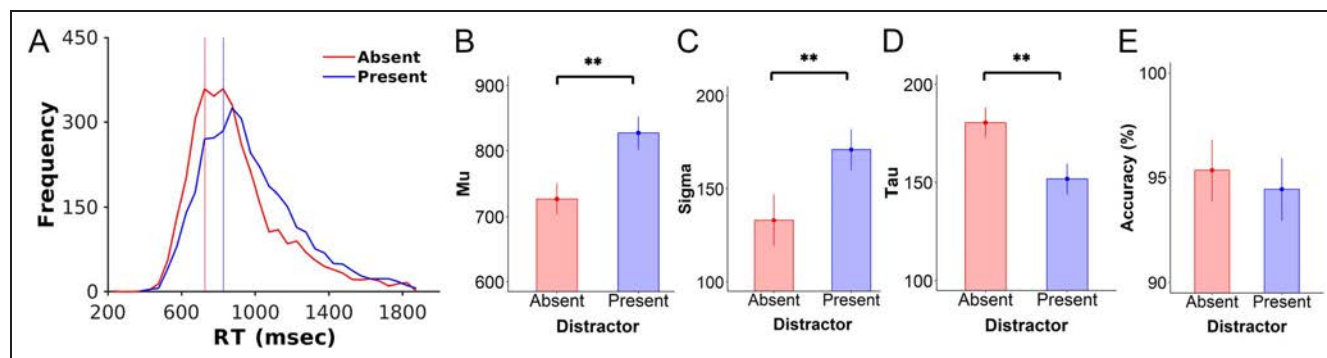 A
450
300
150
0
Frequency
200
600
1000
1400
1800
RT (msec)
Absent
Present
B
**
900
800
700
600
Mu
Absent
Present
Distractor
C
**
200
150
100
Sigma
Absent
Present
Distractor
D
**
200
150
100
Tau
Absent
Present
Distractor
E
100
95
90
Accuracy (%)
Absent
Present
Distractor